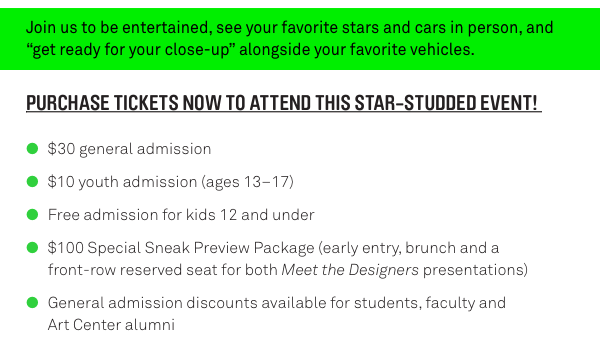 Join us to be entertained, see your favorite stars and cars in person, and
“get ready for your close-up” alongside your favorite vehicles.
PURCHASE TICKETS NOW TO ATTEND THIS STAR-STUDDED EVENT!
$30 general admission
$10 youth admission (ages 13–17)
Free admission for kids 12 and under
$100 Special Sneak Preview Package (early entry, brunch and a
front-row reserved seat for both Meet the Designers presentations)
General admission discounts available for students, faculty and
Art Center alumni